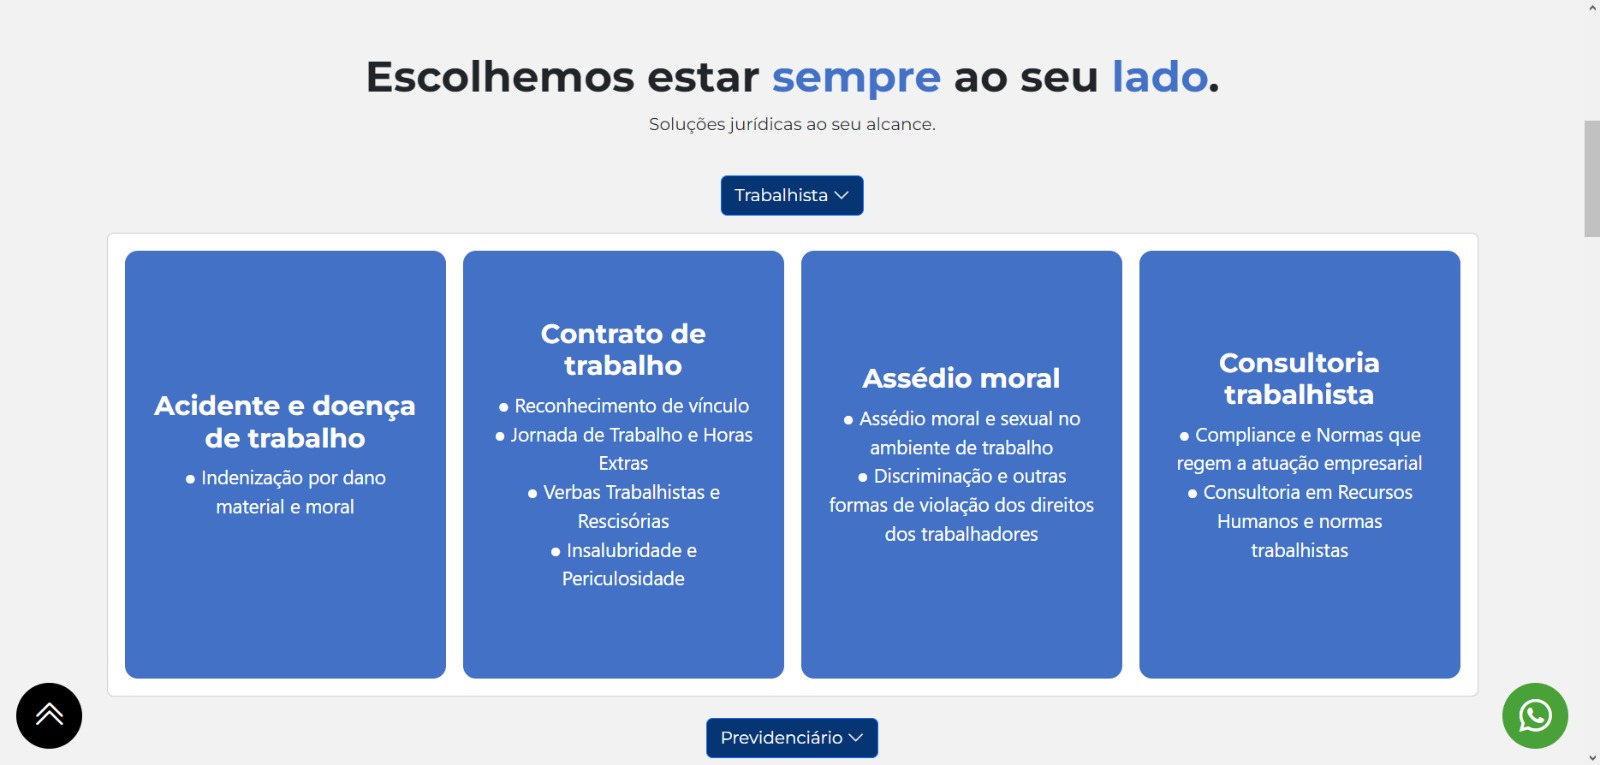 Escolhemos estar sempre ao seu lado.
Soluções jurídicas ao seu alcance.
Trabalhista
Acidente e doença
de trabalho
● Indenização por dano
material e moral
Contrato de
trabalho
● Reconhecimento de vínculo
● Jornada de Trabalho e Horas
Extras
● Verbas Trabalhistas e
Rescisórias
● Insalubridade e
Periculosidade
Assédio moral
● Assédio moral e sexual no
ambiente de trabalho
● Discriminação e outras
formas de violação dos direitos
dos trabalhadores
Consultoria
trabalhista
● Compliance e Normas que
regem a atuação empresarial
● Consultoria em Recursos
Humanos e normas
trabalhistas
Previdenciário